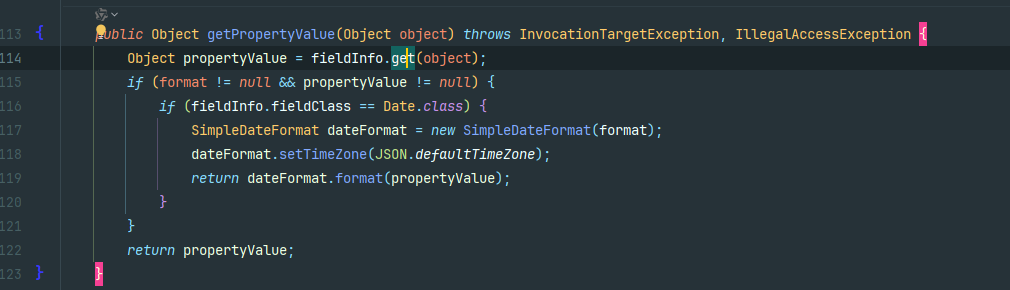 113 { public Object getPropertyValue(Object object) throws InvocationTargetException, IllegalAccessException {
114 Object propertyValue = fieldInfo.get(object);
115 if (format != null && propertyValue != null) {
116 if (fieldInfo.fieldClass == Date.class) {
117 SimpleDateFormat dateFormat = new SimpleDateFormat(format);
118 dateFormat.setTimeZone(JSON.defaultTimeZone);
119 return dateFormat.format(propertyValue);
120 }
121 }
122 return propertyValue;
123 } }